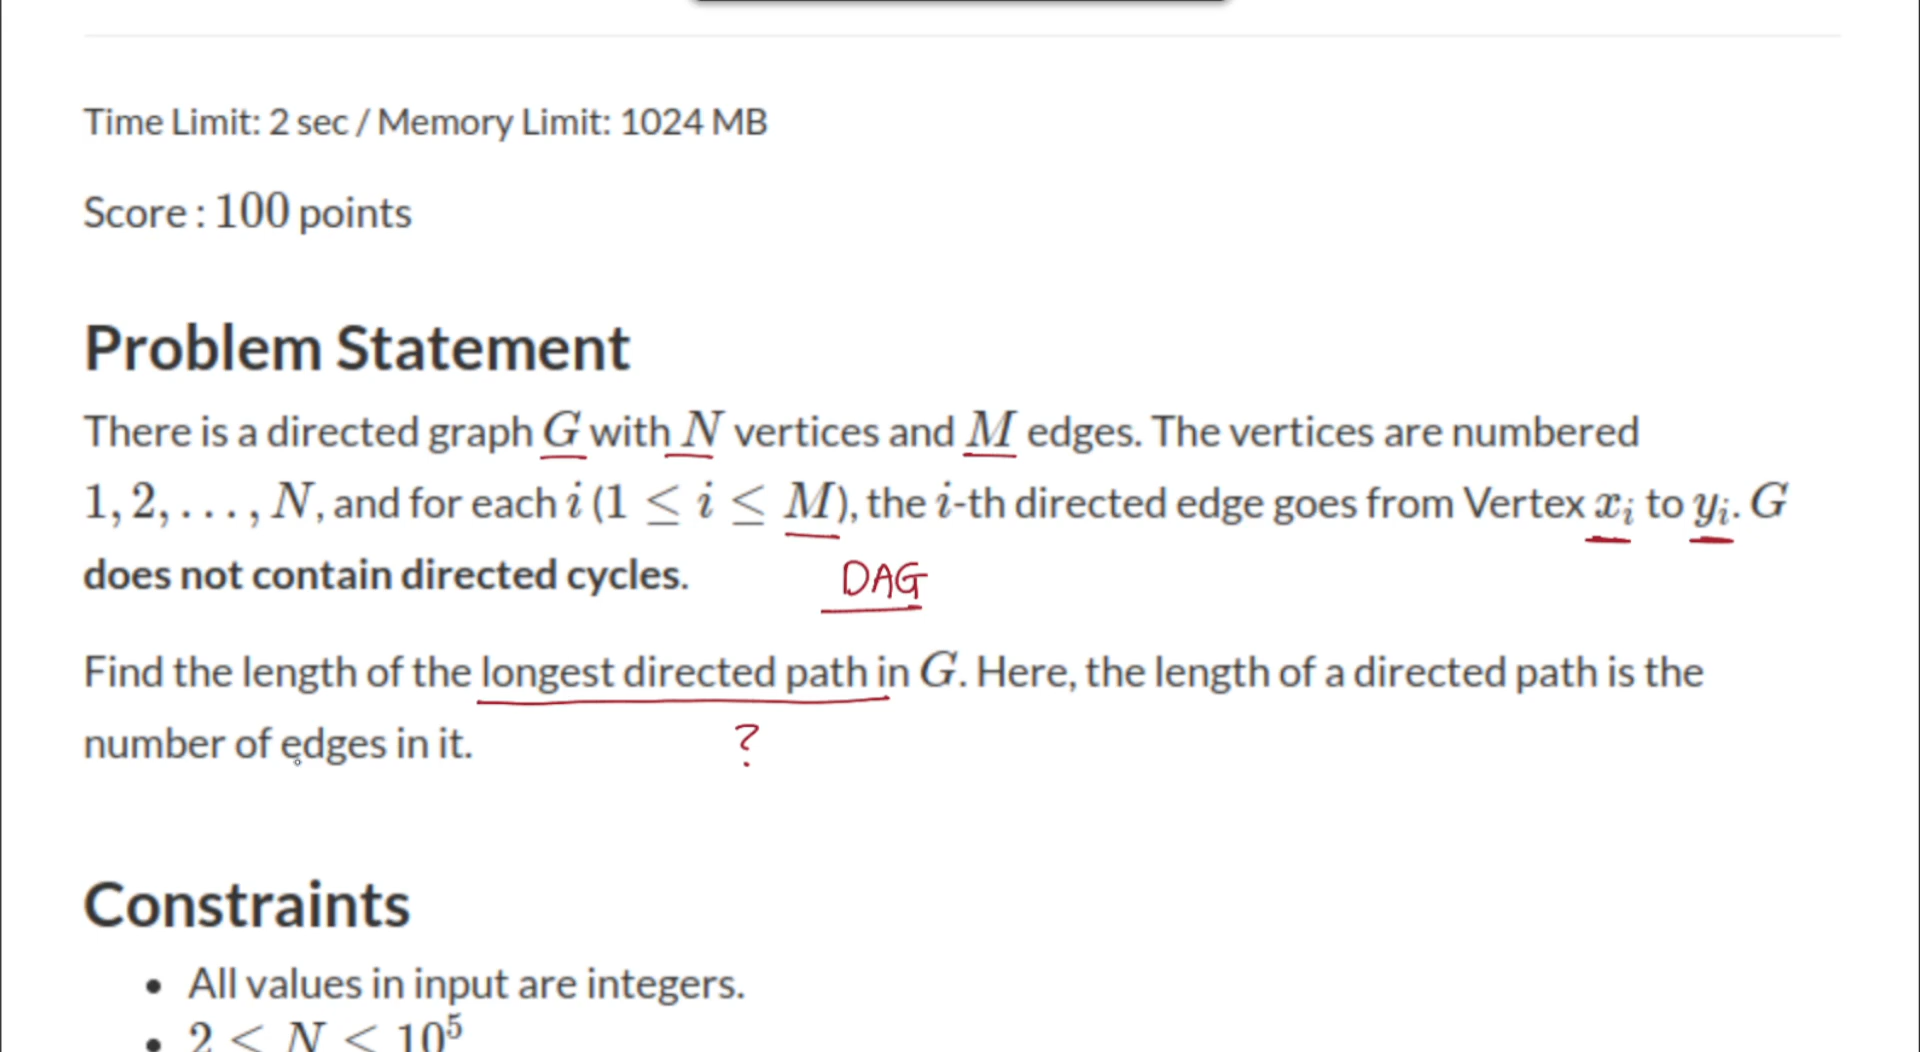 Time Limit: 2 sec / Memory Limit: 1024 MB
Score : 100 points
Problem Statement
There is a directed graph G with N vertices and M edges. The vertices are numbered
1, 2, . . . , N, and for each i (1 ≤ i ≤ M), the i-th directed edge goes from Vertex xᵢ to yᵢ. G
does not contain directed cycles.
DAG
Find the length of the longest directed path in G. Here, the length of a directed path is the
number of edges in it.
?
Constraints
• All values in input are integers.
• 2 ≤ N ≤ 10⁵